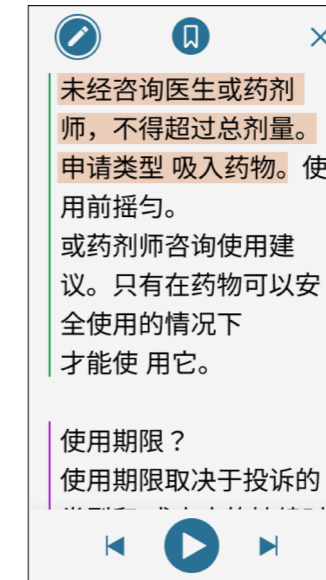 未经咨询医生或药剂
师，不得超过总剂量。
申请类型 吸入药物。使
用前摇匀。
或药剂师咨询使用建
议。只有在药物可以安
全使用的情况下
才能使 用它。
使用期限？
使用期限取决于投诉的